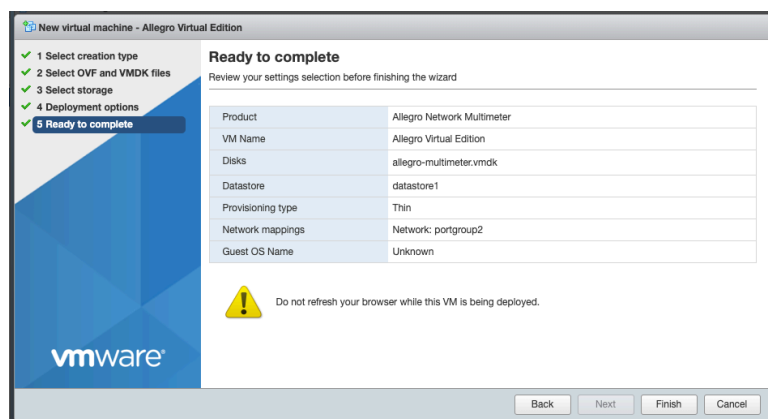 New virtual machine - Allegro Virtual Edition
1 Select creation type
2 Select OVF and VMDK files
3 Select storage
4 Deployment options
5 Ready to complete
Ready to complete
Review your settings selection before finishing the wizard
Product Allegro Network Multimeter
VM Name Allegro Virtual Edition
Disks allegro-multimeter.vmdk
Datastore datastore1
Provisioning type Thin
Network mappings Network: portgroup2
Guest OS Name Unknown
Do not refresh your browser while this VM is being deployed.
vmware®
Back Next Finish Cancel